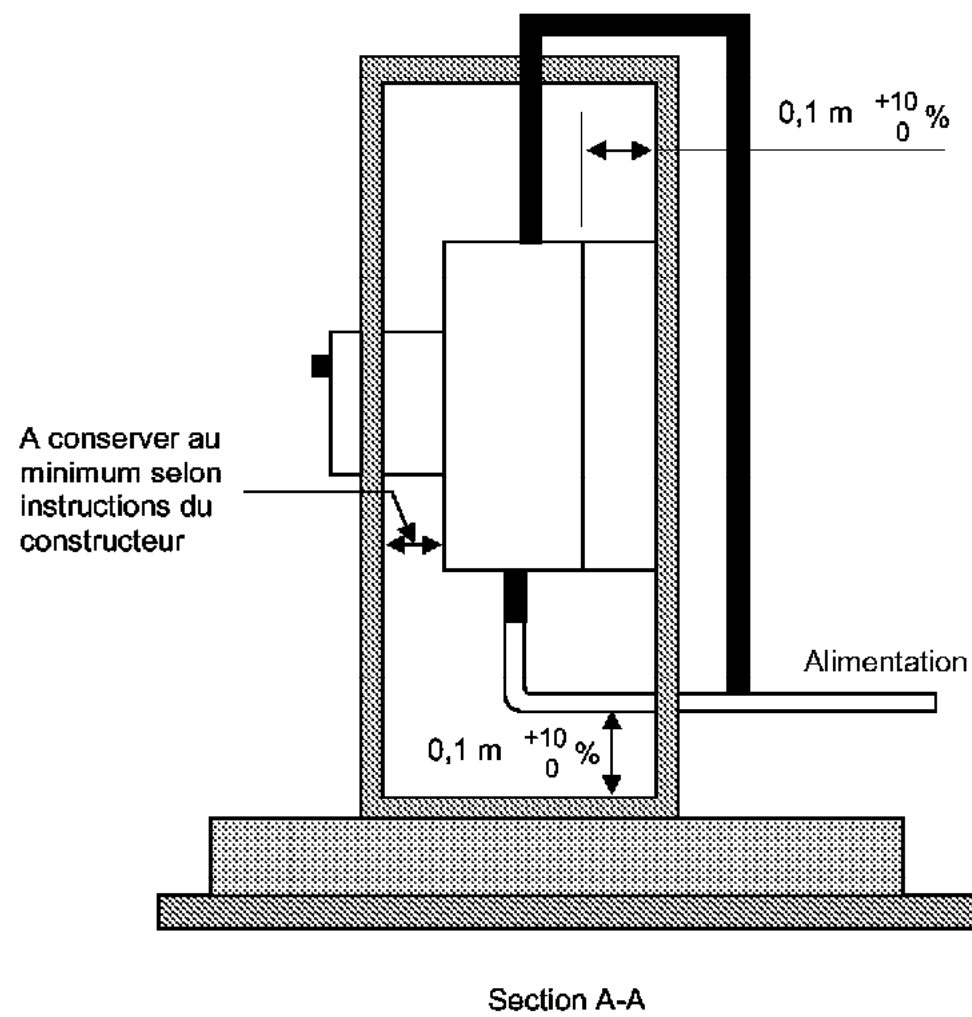 0,1 m +10 0 %
A conserver au
minimum selon
instructions du
constructeur
Alimentation
0,1 m +10 0 %
Section A-A